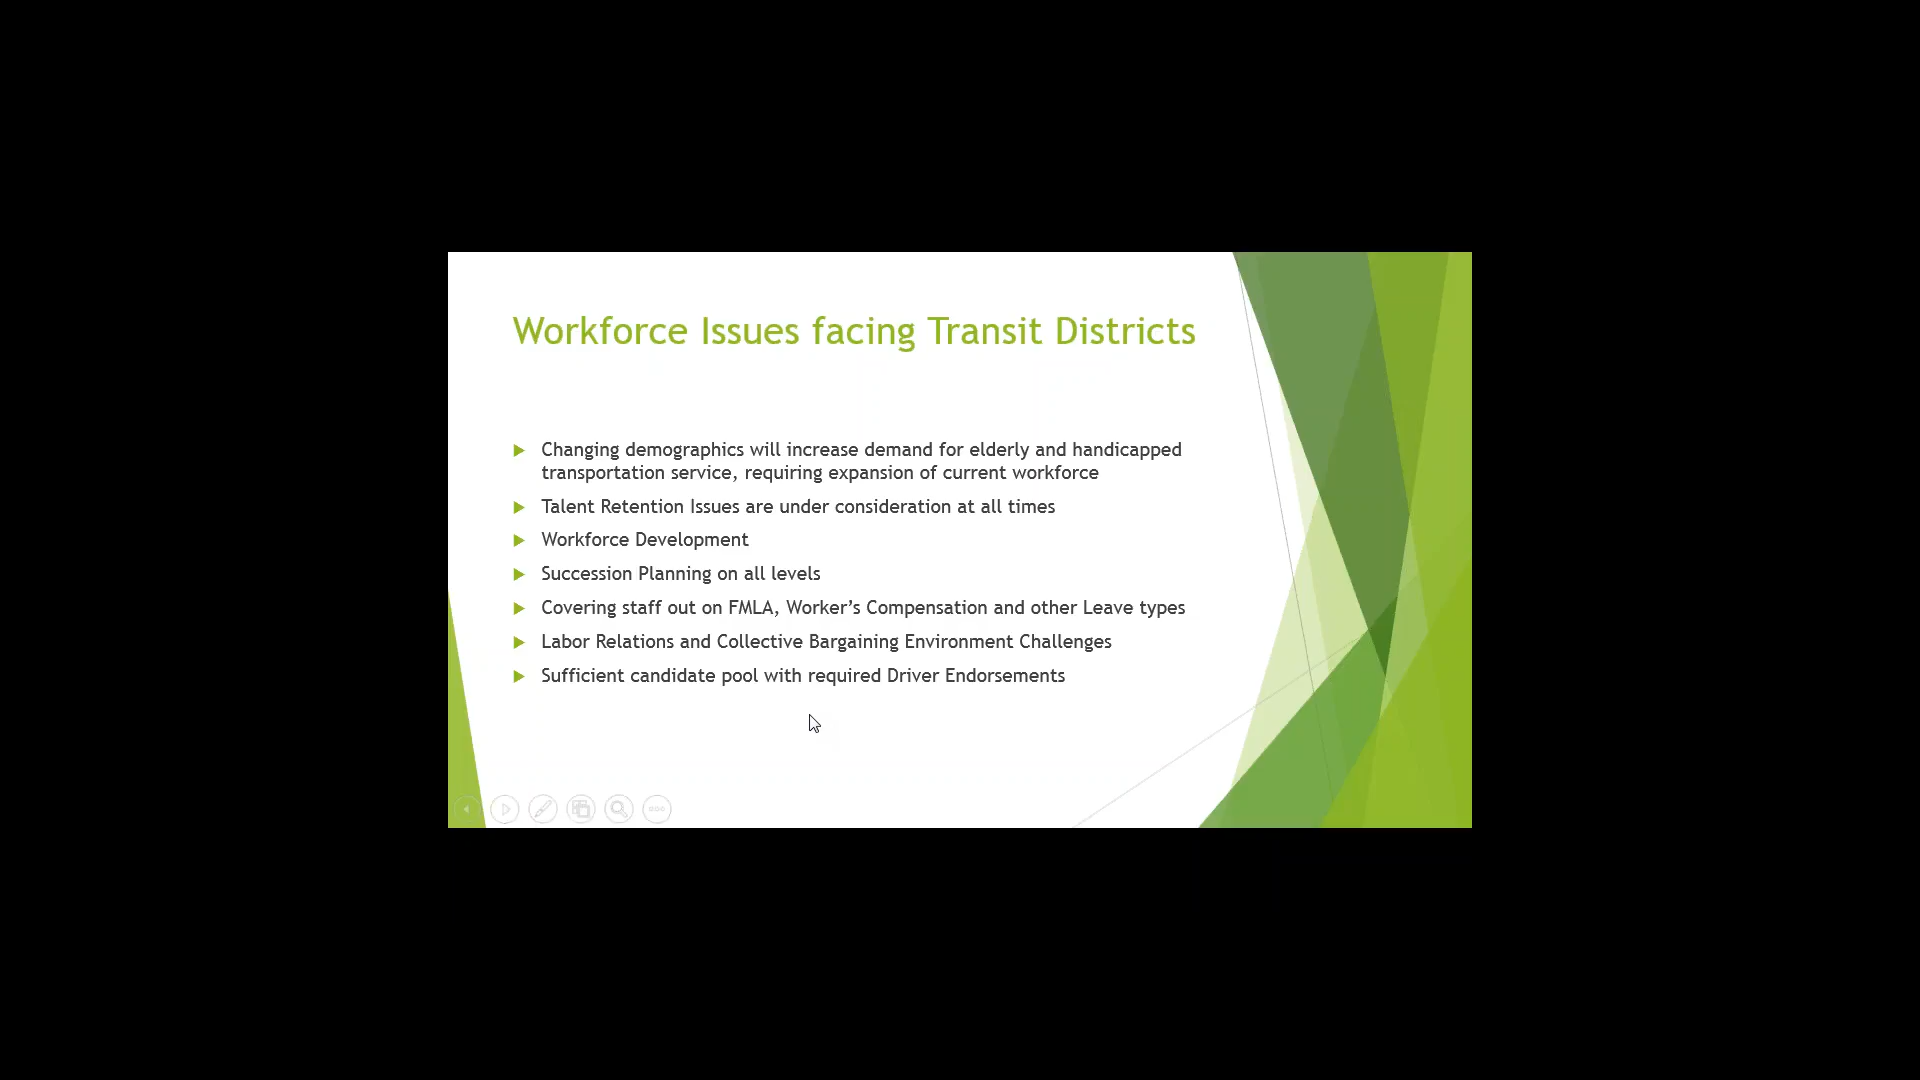 Workforce Issues facing Transit Districts
Changing demographics will increase demand for elderly and handicapped
transportation service, requiring expansion of current workforce
Talent Retention Issues are under consideration at all times
Workforce Development
Succession Planning on all levels
Covering staff out on FMLA, Worker’s Compensation and other Leave types
Labor Relations and Collective Bargaining Environment Challenges
Sufficient candidate pool with required Driver Endorsements